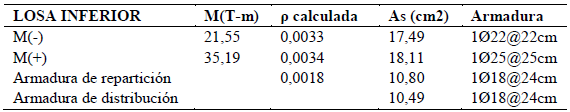 LOSA INFERIOR M(T-m) ρ calculada As (cm2) Armadura
M(-) 21,55 0,0033 17,49 1Ø22@22cm
M(+) 35,19 0,0034 18,11 1Ø25@25cm
Armadura de repartición 0,0018 10,80 1Ø18@24cm
Armadura de distribución 10,49 1Ø18@24cm